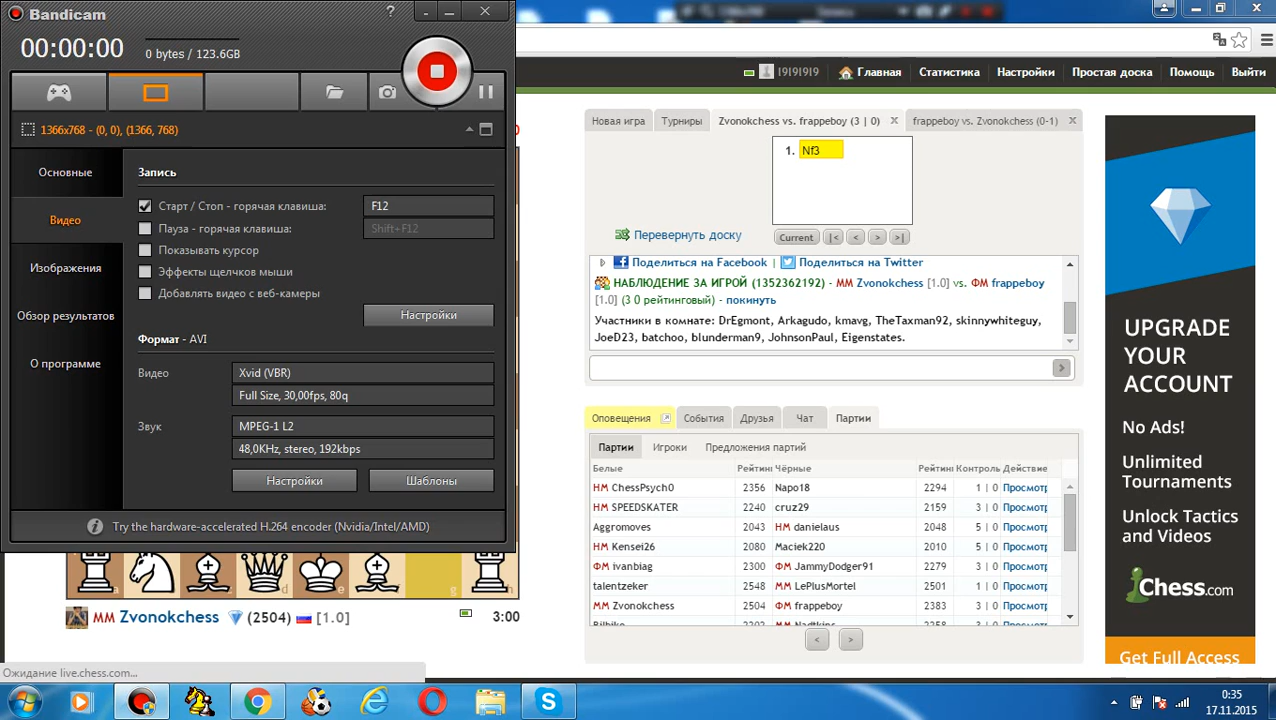 Bandicam
?
00:00:00
0 bytes / 123.6GB
1366x768 - (0, 0), (1366, 768)
Основные
Видео
Изображения
Обзор результатов
О программе
Запись
Старт / Стоп - горячая клавиша:
F12
Пауза - горячая клавиша:
Shift+F12
Показывать курсор
Эффекты щелчков мыши
Добавлять видео с веб-камеры
Настройки
Формат - AVI
Видео
Xvid (VBR)
Full Size, 30,00fps, 80q
Звук
MPEG-1 L2
48,0KHz, stereo, 192kbps
Настройки
Шаблоны
Try the hardware-accelerated H.264 encoder (Nvidia/Intel/AMD)
a
b
c
d
e
f
g
h
ММ Zvonokchess (2504) [1.0]
3:00
Ожидание live.chess.com...
19191919
Главная
Статистика
Настройки
Простая доска
Помощь
Выйти
Новая игра
Турниры
Zvonokchess vs. frappeboy (3 | 0) x
frappeboy vs. Zvonokchess (0-1) x
1. Nf3
Перевернуть доску
Current |< < > >|
Поделиться на Facebook | Поделиться на Twitter
НАБЛЮДЕНИЕ ЗА ИГРОЙ (1352362192) - ММ Zvonokchess [1.0] vs. ФМ frappeboy
[1.0] (3 0 рейтинговый) - покинуть
Участники в комнате: DrEgmont, Arkagudo, kmavg, TheTaxman92, skinnywhiteguy,
JoeD23, batchoo, blunderman9, JohnsonPaul, Eigenstates.
Оповещения
События
Друзья
Чат
Партии
Партии
Игроки
Предложения партий
Белые Рейтин Чёрные Рейтин Контроль Действие
НМ ChessPsych0 2356 Napo18 2294 1 | 0 Просмотр
НМ SPEEDSKATER 2240 cruz29 2159 3 | 0 Просмотр
Aggromoves 2043 НМ danielaus 2048 5 | 0 Просмотр
НМ Kensei26 2080 Maciek220 2010 5 | 0 Просмотр
ФМ ivanbiag 2300 ФМ JammyDodger91 2279 3 | 0 Просмотр
talentzeker 2548 ММ LePlusMortel 2501 1 | 0 Просмотр
ММ Zvonokchess 2504 ФМ frappeboy 2383 3 | 0 Просмотр
< >
UPGRADE
YOUR
ACCOUNT
No Ads!
Unlimited
Tournaments
Unlock Tactics
and Videos
Chess.com
Get Full Access
0:35
17.11.2015